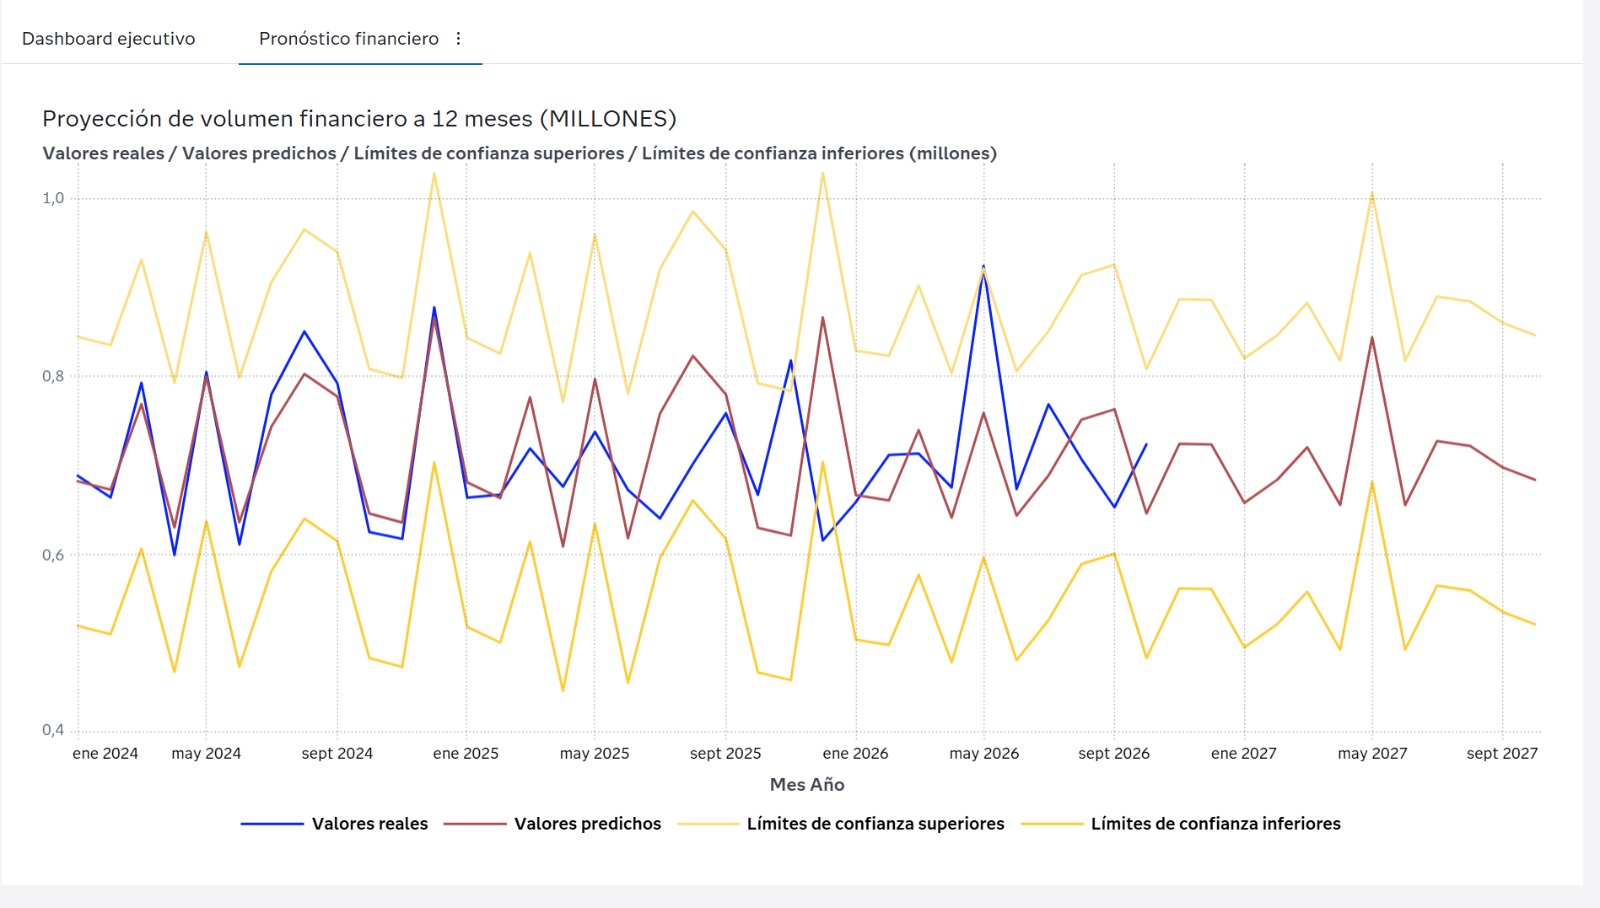 Dashboard ejecutivo
Pronóstico financiero
Proyección de volumen financiero a 12 meses (MILLONES)
Valores reales / Valores predichos / Límites de confianza superiores / Límites de confianza inferiores (millones)
1,0
0,8
0,6
0,4
ene 2024 may 2024 sept 2024 ene 2025 may 2025 sept 2025 ene 2026 may 2026 sept 2026 ene 2027 may 2027 sept 2027
Mes Año
Valores reales Valores predichos Límites de confianza superiores Límites de confianza inferiores